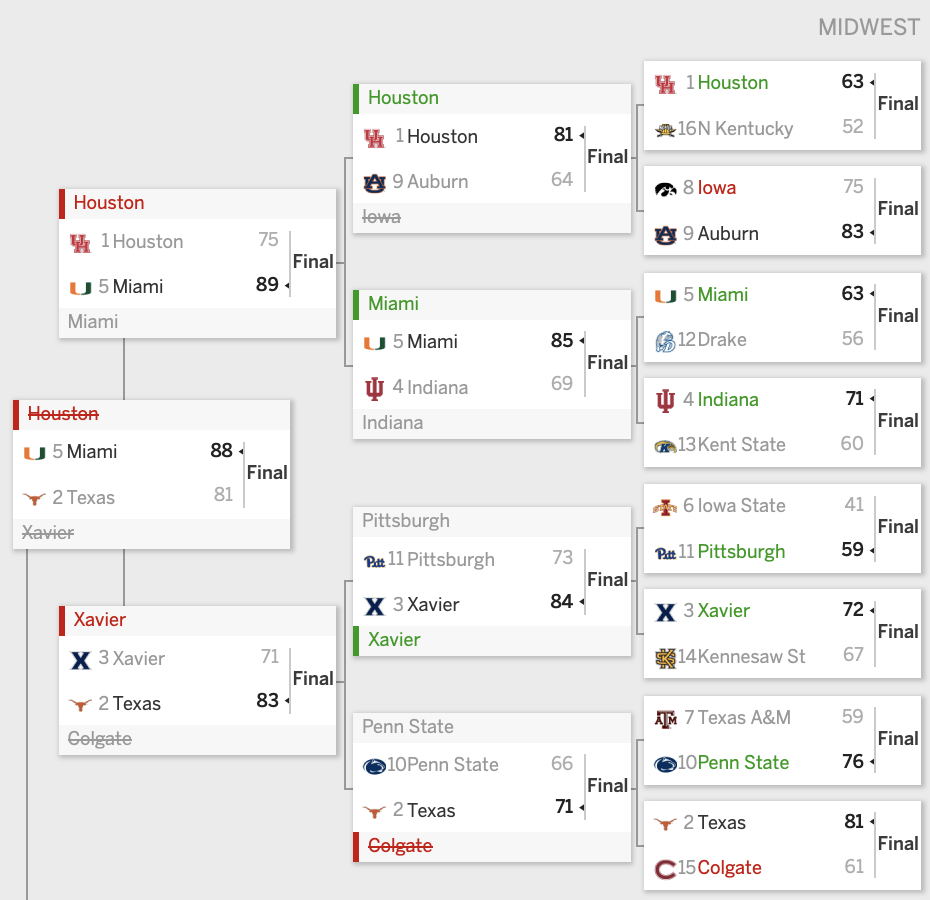 MIDWEST
1 Houston 63
16 N Kentucky 52
Final
8 Iowa 75
9 Auburn 83
Final
5 Miami 63
12 Drake 56
Final
4 Indiana 71
13 Kent State 60
Final
6 Iowa State 41
11 Pittsburgh 59
Final
3 Xavier 72
14 Kennesaw St 67
Final
7 Texas A&M 59
10 Penn State 76
Final
2 Texas 81
15 Colgate 61
Final
Houston
1 Houston 81
9 Auburn 64
Final
Iowa
Miami
5 Miami 85
4 Indiana 69
Final
Indiana
Pittsburgh
11 Pittsburgh 73
3 Xavier 84
Final
Xavier
Penn State
10 Penn State 66
2 Texas 71
Final
Colgate
Houston
1 Houston 75
5 Miami 89
Final
Miami
Xavier
3 Xavier 71
2 Texas 83
Final
Colgate
Houston
5 Miami 88
2 Texas 81
Final
Xavier